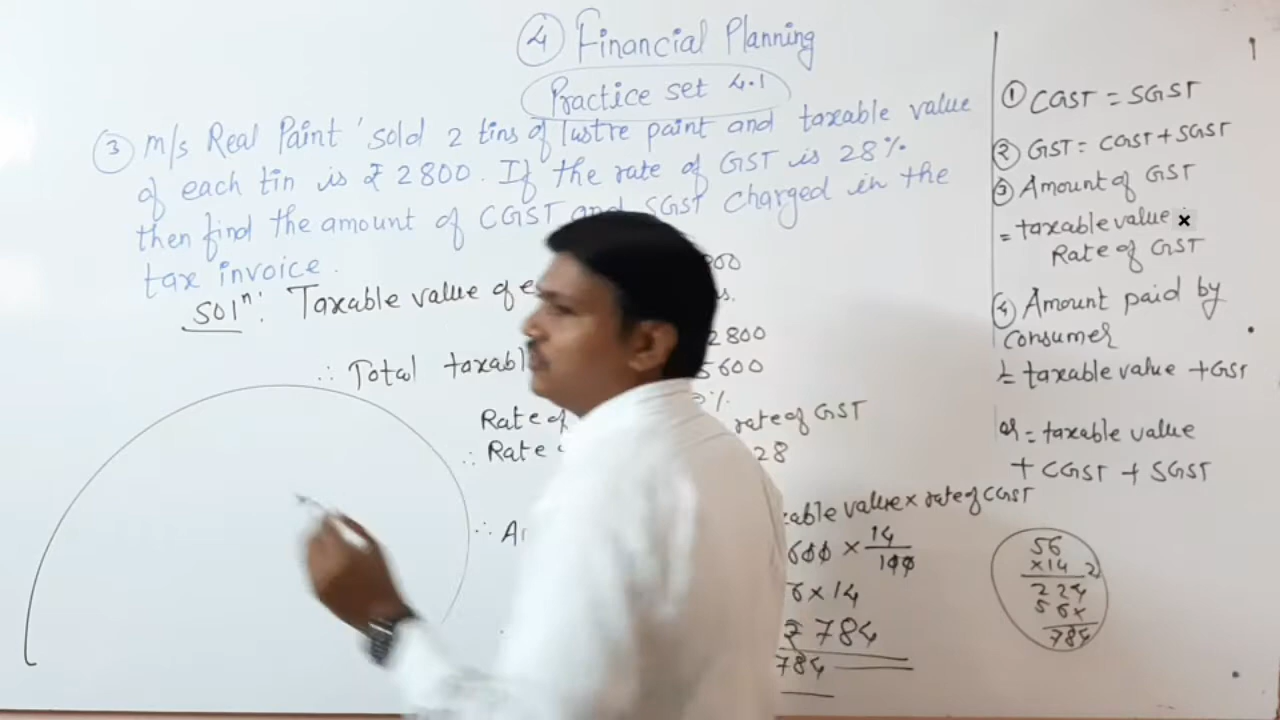 ④ Financial Planning
Practice set 4.1
③ M/s Real Paint 'sold 2 tins of lustre paint and taxable value
of each tin is ₹ 2800. If the rate of GST is 28%
then find the amount of CGST and SGST charged in the
tax invoice.
Solⁿ: Taxable value of
∴ Total
2800
5600
Rate of
%
∴ Rate
rate of GST
28
∴
value × rate of CGST
× 14/100
6 × 14
₹ 784
784
① CGST = SGST
② GST = CGST + SGST
③ Amount of GST
= taxable value ×
Rate of GST
④ Amount paid by
consumer
= taxable value + GST
or = taxable value
+ CGST + SGST
56
×14
224
56×
784